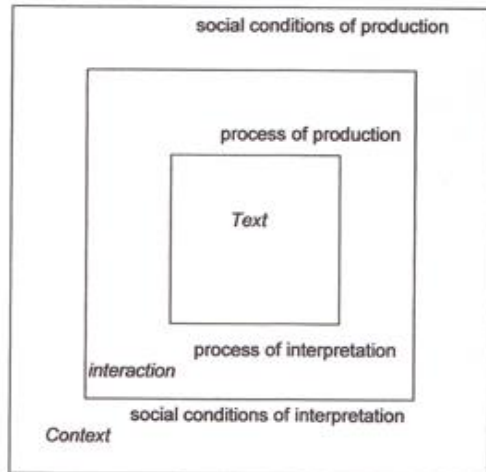 social conditions of production
process of production
Text
process of interpretation
interaction
social conditions of interpretation
Context